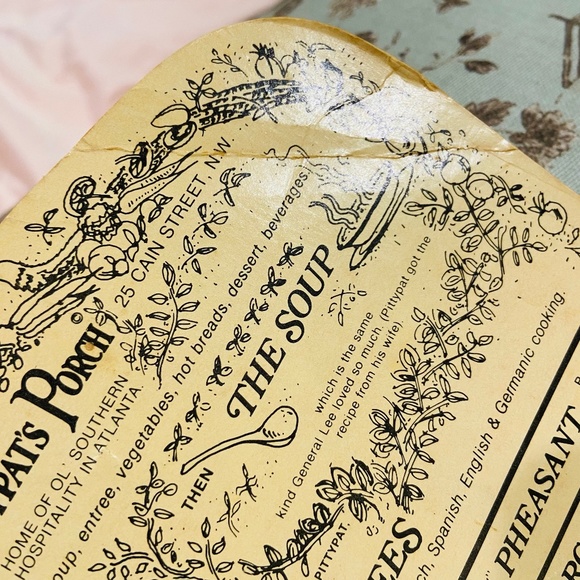 PAT'S PORCH®
25 CAIN STREET N.W
HOME OF OL' SOUTHERN
HOSPITALITY IN ATLANTA
oup, entree, vegetables, hot breads, dessert, beverages,
THE SOUP
THEN
which is the same
kind General Lee loved so much. (Pittypat got the
recipe from his wife)
PITTYPAT.
EES
h, Spanish, English & Germanic cooking.
PHEASANT